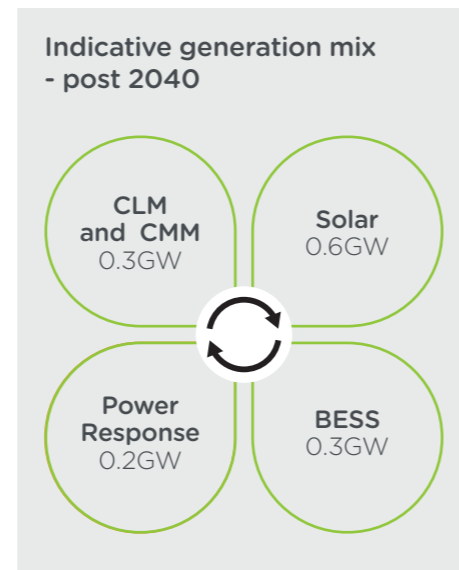 Indicative generation mix
- post 2040
CLM
and CMM
0.3GW
Solar
0.6GW
Power
Response
0.2GW
BESS
0.3GW